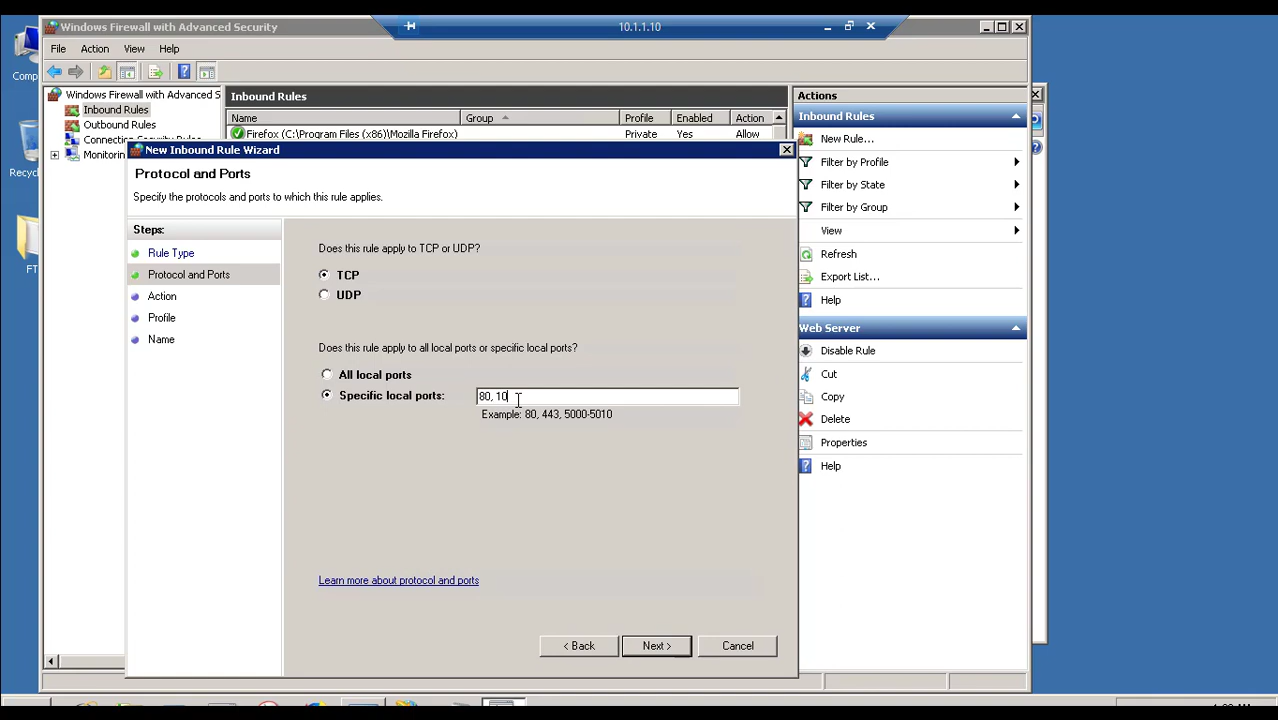 Windows Firewall with Advanced Security
10.1.1.10
File Action View Help
Comp
Recyc
FT
Windows Firewall with Advanced S
Inbound Rules
Outbound Rules
Connection Security Rules
Monitorin
Inbound Rules
Name Group Profile Enabled Action
Firefox (C:\Program Files (x86)\Mozilla Firefox) Private Yes Allow
New Inbound Rule Wizard
Protocol and Ports
Specify the protocols and ports to which this rule applies.
Steps:
Rule Type
Protocol and Ports
Action
Profile
Name
Does this rule apply to TCP or UDP?
TCP
UDP
Does this rule apply to all local ports or specific local ports?
All local ports
Specific local ports: 80, 10
Example: 80, 443, 5000-5010
Learn more about protocol and ports
< Back Next > Cancel
Actions
Inbound Rules
New Rule...
Filter by Profile
Filter by State
Filter by Group
View
Refresh
Export List...
Help
Web Server
Disable Rule
Cut
Copy
Delete
Properties
Help